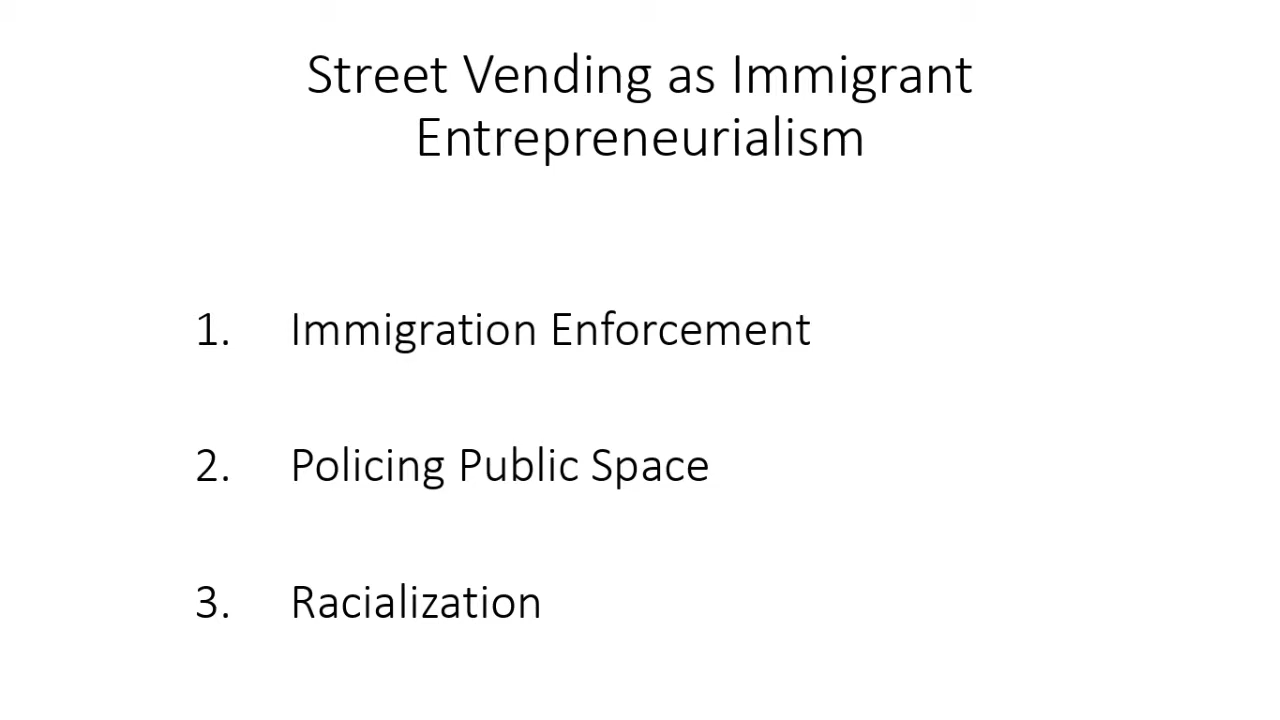 Street Vending as Immigrant
Entrepreneurialism
1. Immigration Enforcement
2. Policing Public Space
3. Racialization